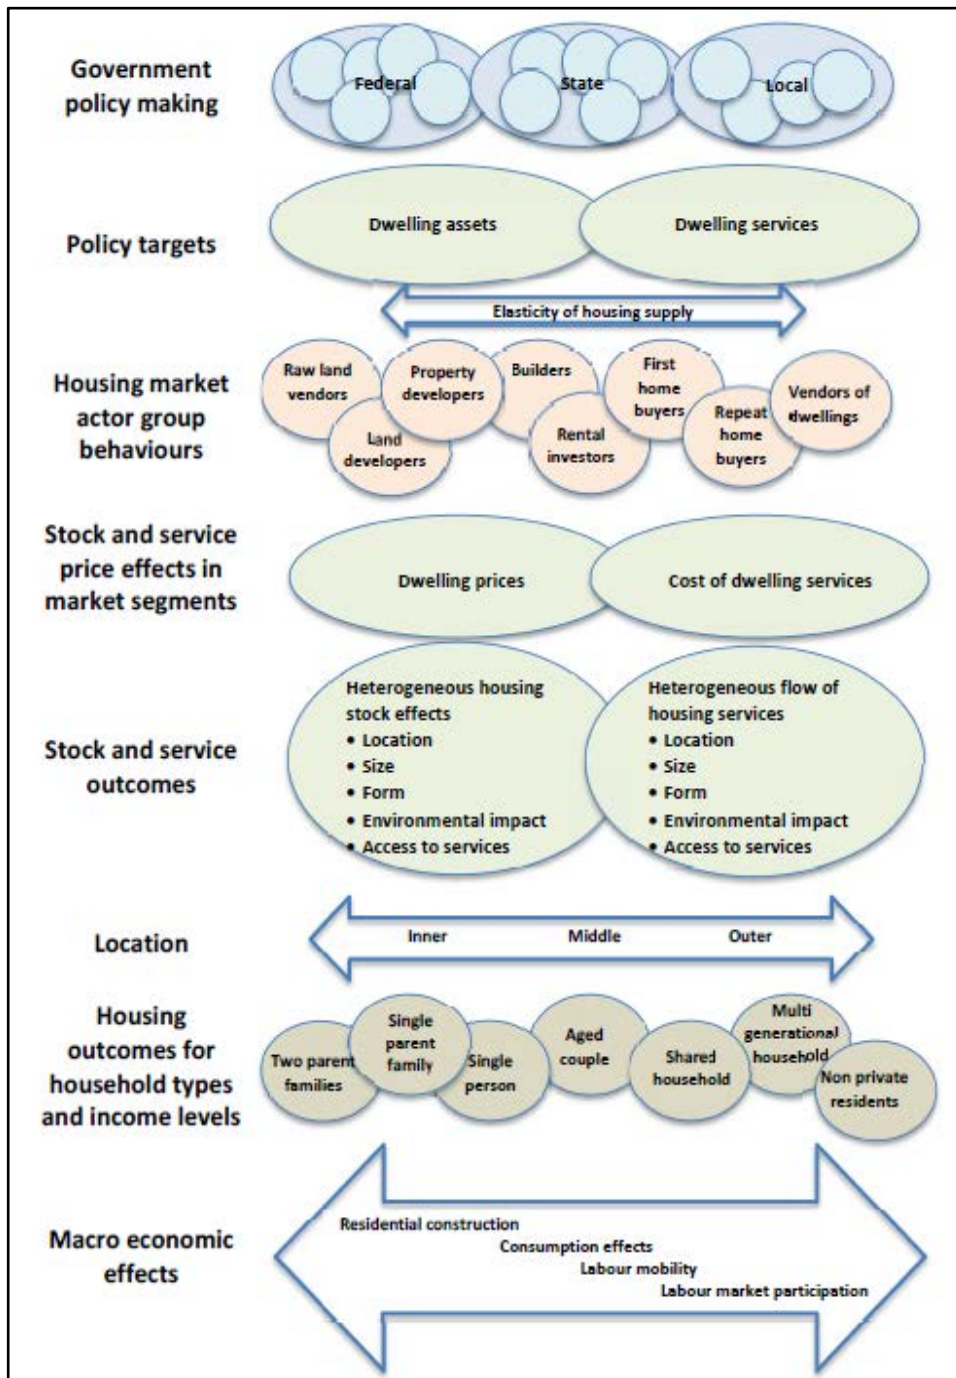 Government
policy making
Federal
State
Local
Policy targets
Dwelling assets
Dwelling services
Elasticity of housing supply
Housing market
actor group
behaviours
Raw land
vendors
Land
developers
Property
developers
Builders
Rental
investors
First
home
buyers
Repeat
home
buyers
Vendors of
dwellings
Stock and service
price effects in
market segments
Dwelling prices
Cost of dwelling services
Stock and service
outcomes
Heterogeneous housing
stock effects
• Location
• Size
• Form
• Environmental impact
• Access to services
Heterogeneous flow of
housing services
• Location
• Size
• Form
• Environmental impact
• Access to services
Location
Inner
Middle
Outer
Housing
outcomes for
household types
and income levels
Two parent
families
Single
parent
family
Single
person
Aged
couple
Shared
household
Multi
generational
household
Non private
residents
Macro economic
effects
Residential construction
Consumption effects
Labour mobility
Labour market participation